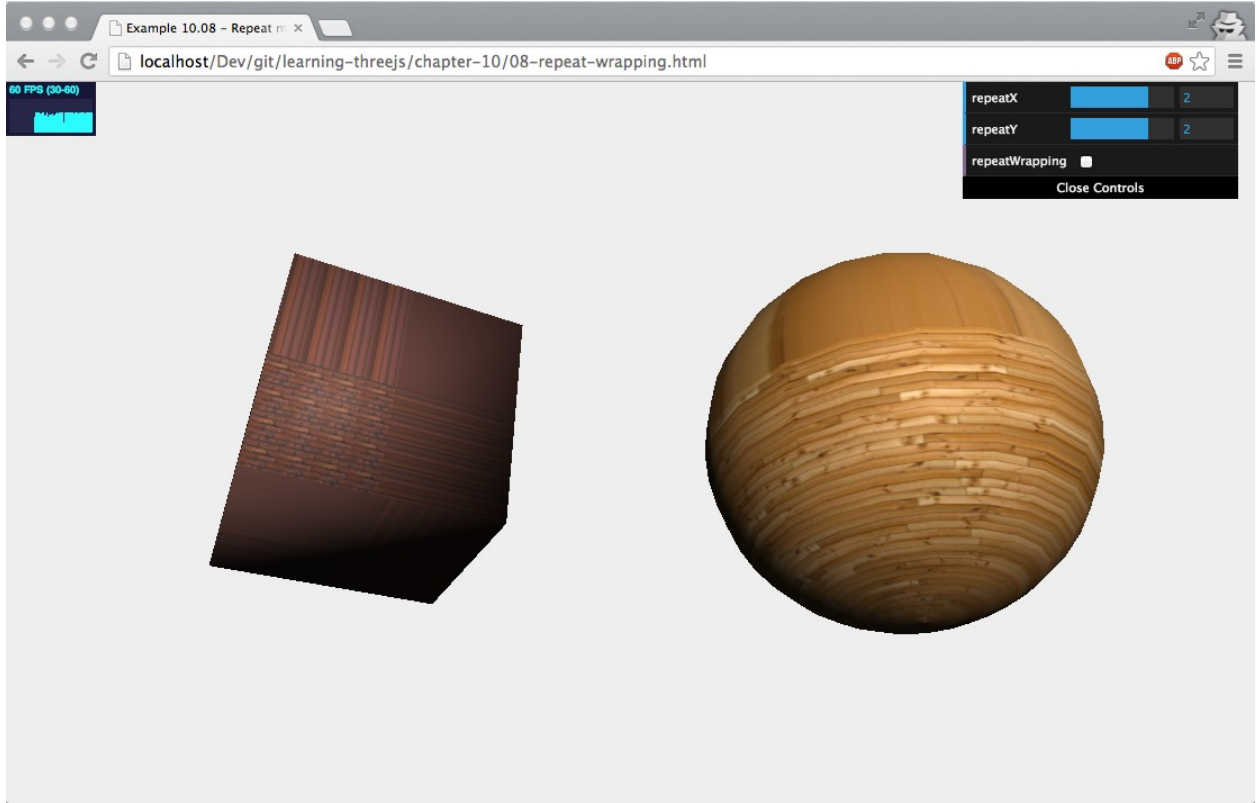 Example 10.08 – Repeat m
localhost/Dev/git/learning-threejs/chapter-10/08-repeat-wrapping.html
ABP
60 FPS (30-60)
repeatX 2
repeatY 2
repeatWrapping
Close Controls